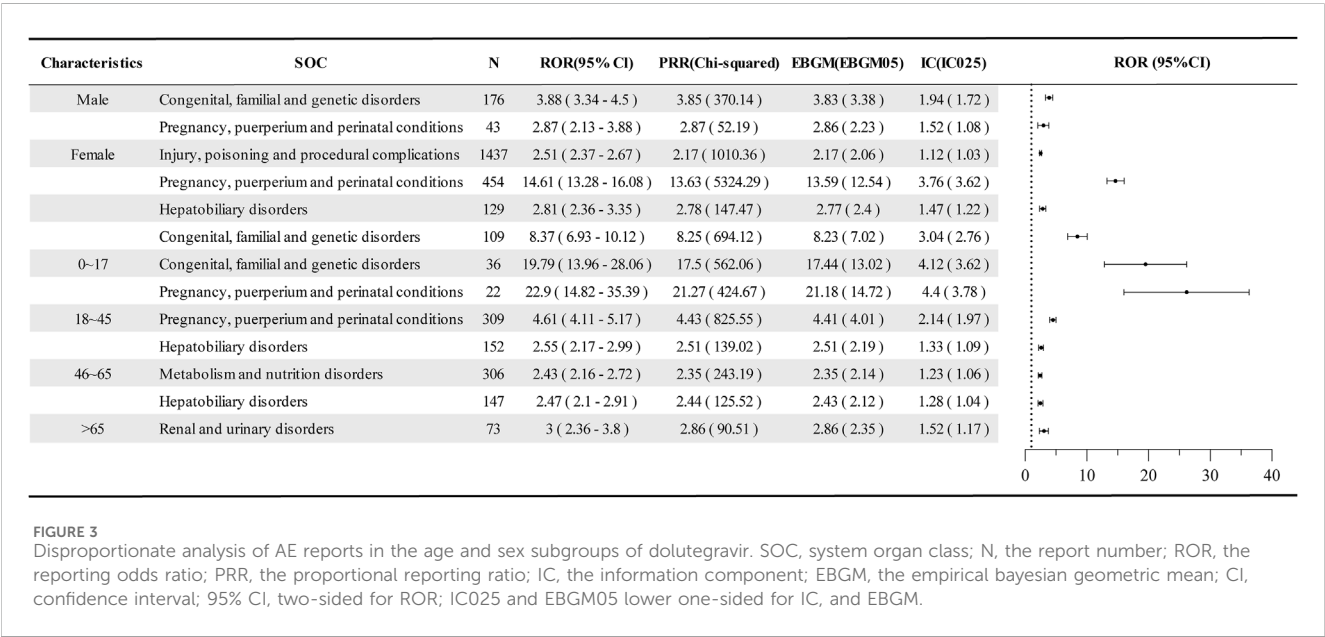 Characteristics SOC N ROR(95% CI) PRR(Chi-squared) EBGM(EBGM05) IC(IC025) ROR (95%CI)
Male Congenital, familial and genetic disorders 176 3.88 ( 3.34 - 4.5 ) 3.85 ( 370.14 ) 3.83 ( 3.38 ) 1.94 ( 1.72 )
Pregnancy, puerperium and perinatal conditions 43 2.87 ( 2.13 - 3.88 ) 2.87 ( 52.19 ) 2.86 ( 2.23 ) 1.52 ( 1.08 )
Female Injury, poisoning and procedural complications 1437 2.51 ( 2.37 - 2.67 ) 2.17 ( 1010.36 ) 2.17 ( 2.06 ) 1.12 ( 1.03 )
Pregnancy, puerperium and perinatal conditions 454 14.61 ( 13.28 - 16.08 ) 13.63 ( 5324.29 ) 13.59 ( 12.54 ) 3.76 ( 3.62 )
Hepatobiliary disorders 129 2.81 ( 2.36 - 3.35 ) 2.78 ( 147.47 ) 2.77 ( 2.4 ) 1.47 ( 1.22 )
Congenital, familial and genetic disorders 109 8.37 ( 6.93 - 10.12 ) 8.25 ( 694.12 ) 8.23 ( 7.02 ) 3.04 ( 2.76 )
0~17 Congenital, familial and genetic disorders 36 19.79 ( 13.96 - 28.06 ) 17.5 ( 562.06 ) 17.44 ( 13.02 ) 4.12 ( 3.62 )
Pregnancy, puerperium and perinatal conditions 22 22.9 ( 14.82 - 35.39 ) 21.27 ( 424.67 ) 21.18 ( 14.72 ) 4.4 ( 3.78 )
18~45 Pregnancy, puerperium and perinatal conditions 309 4.61 ( 4.11 - 5.17 ) 4.43 ( 825.55 ) 4.41 ( 4.01 ) 2.14 ( 1.97 )
Hepatobiliary disorders 152 2.55 ( 2.17 - 2.99 ) 2.51 ( 139.02 ) 2.51 ( 2.19 ) 1.33 ( 1.09 )
46~65 Metabolism and nutrition disorders 306 2.43 ( 2.16 - 2.72 ) 2.35 ( 243.19 ) 2.35 ( 2.14 ) 1.23 ( 1.06 )
Hepatobiliary disorders 147 2.47 ( 2.1 - 2.91 ) 2.44 ( 125.52 ) 2.43 ( 2.12 ) 1.28 ( 1.04 )
>65 Renal and urinary disorders 73 3 ( 2.36 - 3.8 ) 2.86 ( 90.51 ) 2.86 ( 2.35 ) 1.52 ( 1.17 )
0 10 20 30 40
FIGURE 3
Disproportionate analysis of AE reports in the age and sex subgroups of dolutegravir. SOC, system organ class; N, the report number; ROR, the
reporting odds ratio; PRR, the proportional reporting ratio; IC, the information component; EBGM, the empirical bayesian geometric mean; CI,
confidence interval; 95% CI, two-sided for ROR; IC025 and EBGM05 lower one-sided for IC, and EBGM.